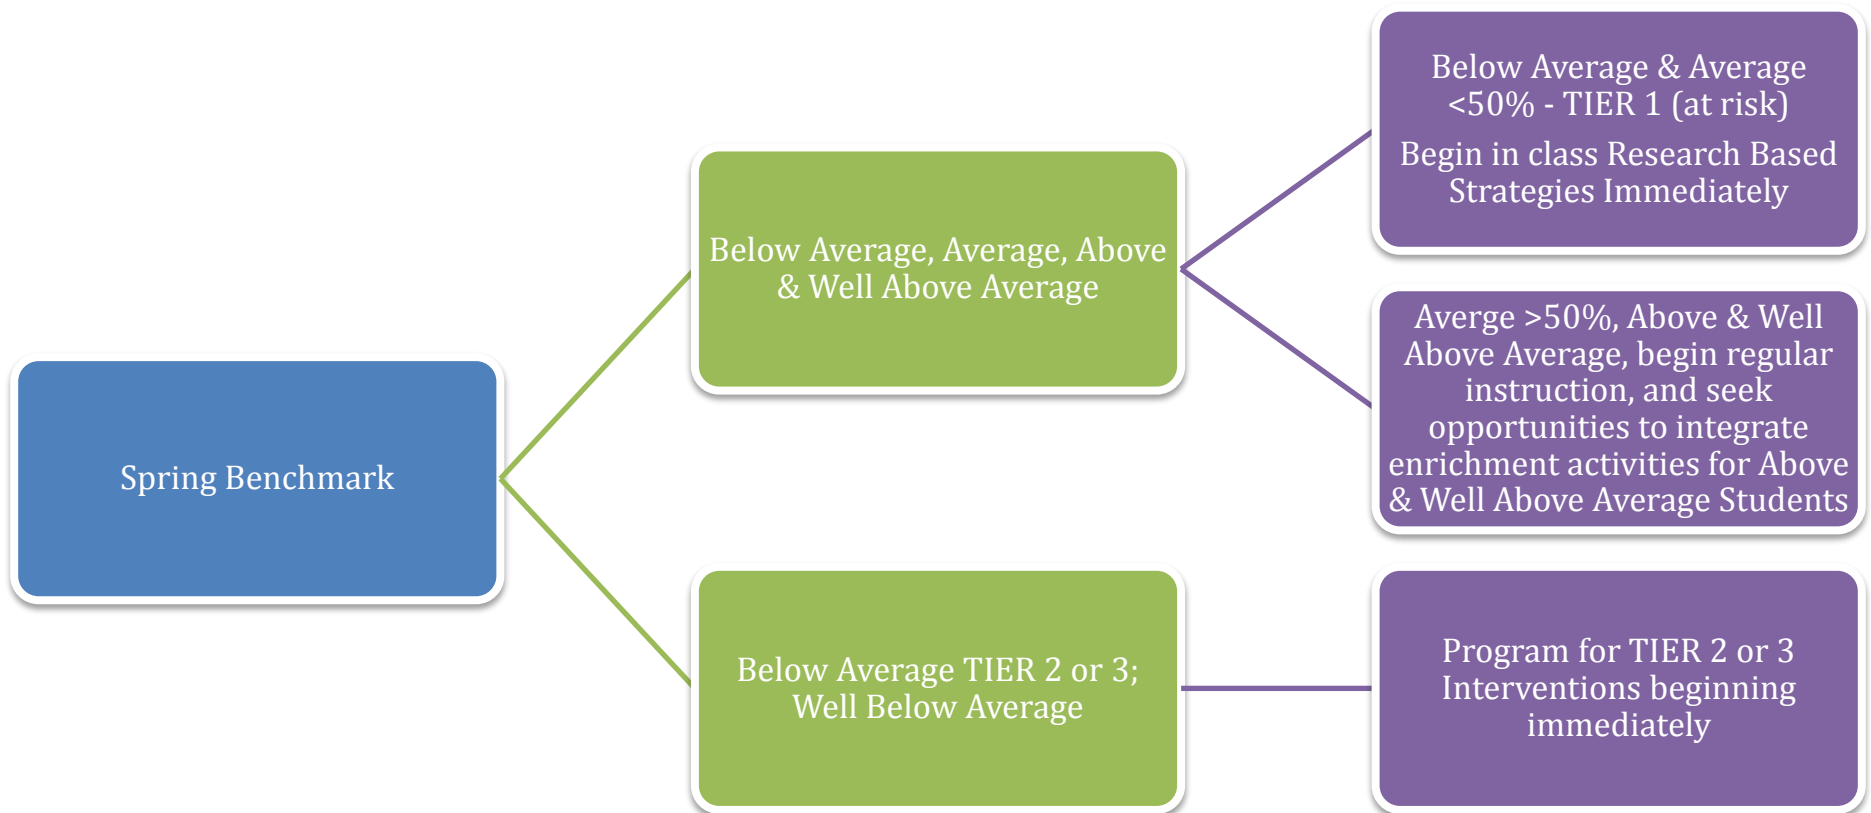 Spring Benchmark
Below Average, Average, Above
& Well Above Average
Below Average & Average
<50% - TIER 1 (at risk)
Begin in class Research Based
Strategies Immediately
Averge >50%, Above & Well
Above Average, begin regular
instruction, and seek
opportunities to integrate
enrichment activities for Above
& Well Above Average Students
Below Average TIER 2 or 3;
Well Below Average
Program for TIER 2 or 3
Interventions beginning
immediately